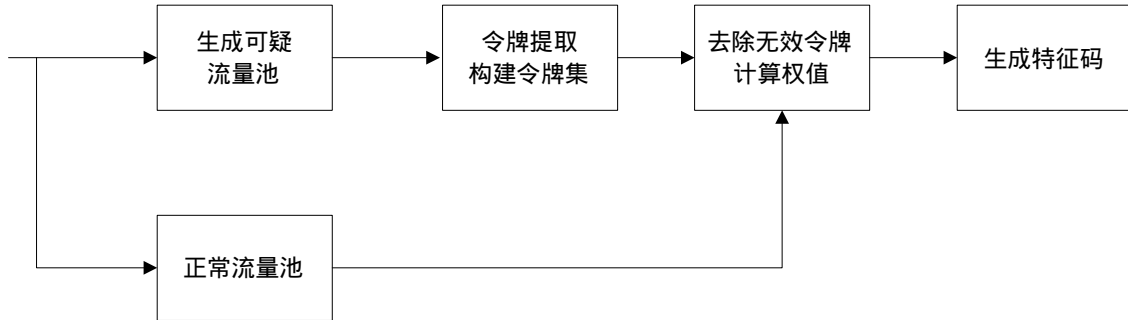 生成可疑
流量池
令牌提取
构建令牌集
去除无效令牌
计算权值
生成特征码
正常流量池